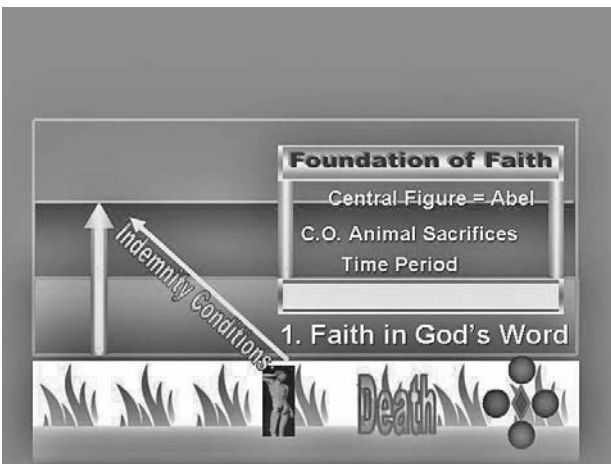 Foundation of Faith
Central Figure = Abel
C.O. Animal Sacrifices
Time Period
Indemnity Conditions
1. Faith in God's Word
Death